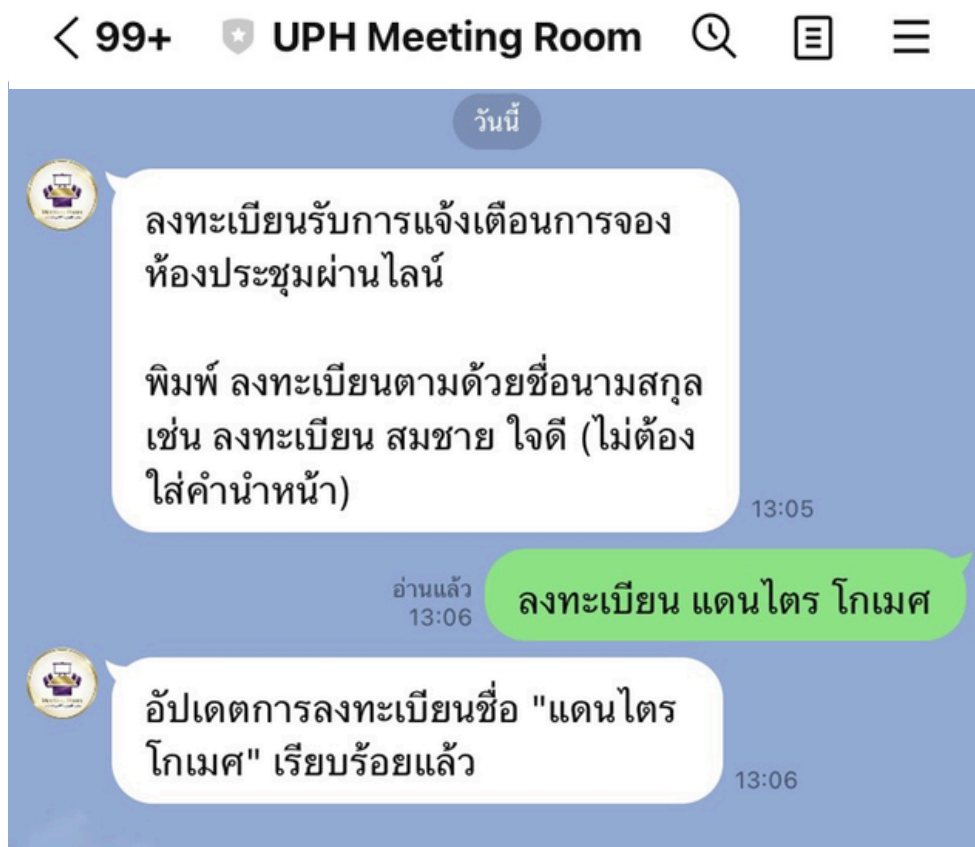 99+ UPH Meeting Room
วันนี้
ลงทะเบียนรับการแจ้งเตือนการจอง
ห้องประชุมผ่านไลน์
พิมพ์ ลงทะเบียนตามด้วยชื่อนามสกุล
เช่น ลงทะเบียน สมชาย ใจดี (ไม่ต้อง
ใส่คำนำหน้า)
13:05
อ่านแล้ว
13:06
ลงทะเบียน แดนไตร โกเมศ
อัปเดตการลงทะเบียนชื่อ "แดนไตร
โกเมศ" เรียบร้อยแล้ว
13:06